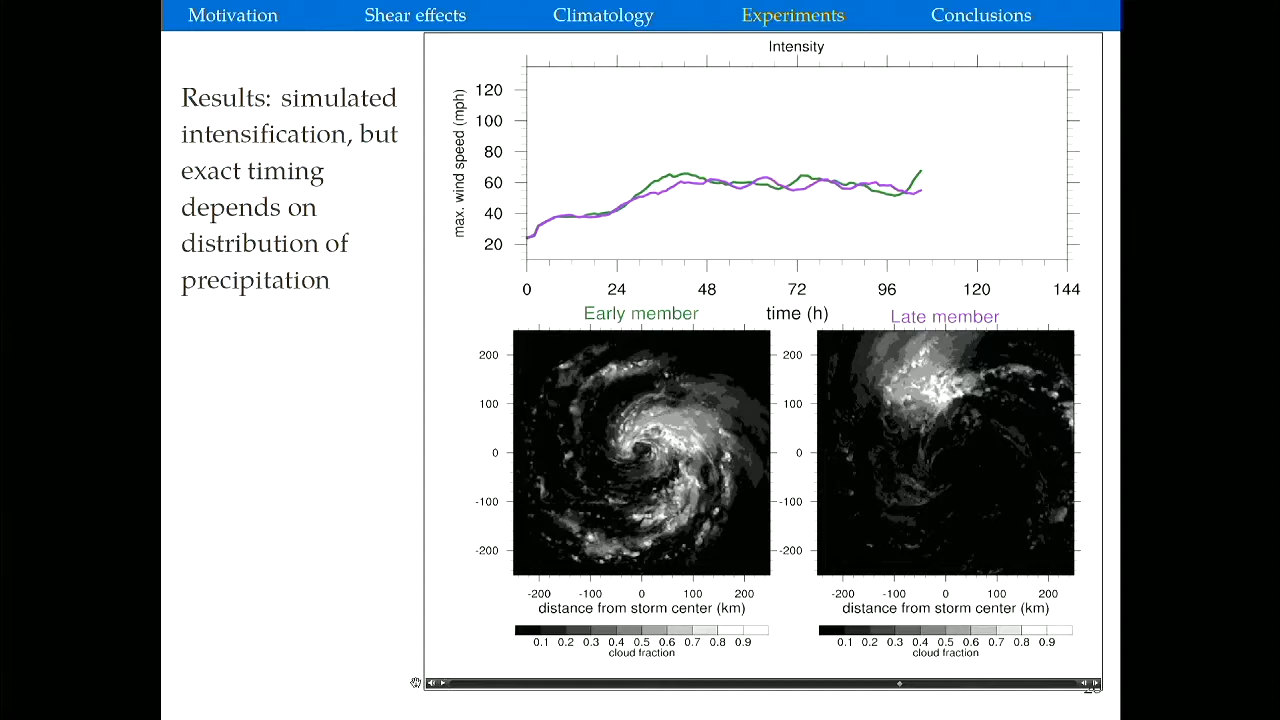 Motivation Shear effects Climatology Experiments Conclusions
Results: simulated
intensification, but
exact timing
depends on
distribution of
precipitation
Intensity
max. wind speed (mph)
120
100
80
60
40
20
0 24 48 72 96 120 144
time (h)
Early member
Late member
200
100
0
-100
-200
-200 -100 0 100 200
distance from storm center (km)
0.1 0.2 0.3 0.4 0.5 0.6 0.7 0.8 0.9
cloud fraction
200
100
0
-100
-200
-200 -100 0 100 200
distance from storm center (km)
0.1 0.2 0.3 0.4 0.5 0.6 0.7 0.8 0.9
cloud fraction